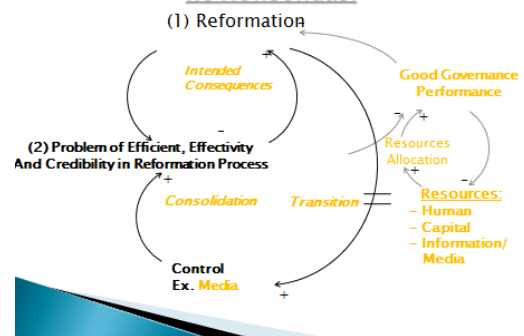 (1) Reformation
+
Intended
Consequences
Good Governance
Performance
-
- +
(2) Problem of Efficient, Effectivity
And Credibility in Reformation Process
Resources
Allocation
+
+
-
Consolidation
Transition
Resources:
– Human
– Capital
– Information/
Media
Control
Ex. Media
+